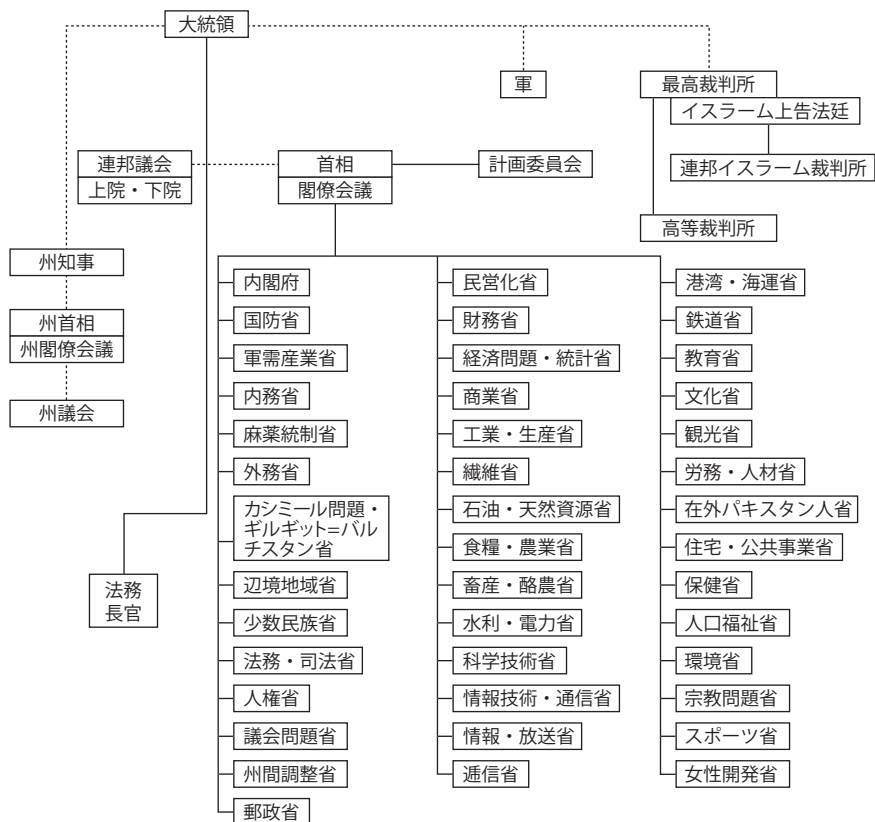 大統領
軍
最高裁判所
イスラーム上告法廷
連邦議会
上院・下院
首相
閣僚会議
計画委員会
連邦イスラーム裁判所
高等裁判所
州知事
州首相
州閣僚会議
州議会
法務
長官
内閣府
国防省
軍需産業省
内務省
麻薬統制省
外務省
カシミール問題・
ギルギット=バル
チスタン省
辺境地域省
少数民族省
法務・司法省
人権省
議会問題省
州間調整省
郵政省
民営化省
財務省
経済問題・統計省
商業省
工業・生産省
繊維省
石油・天然資源省
食糧・農業省
畜産・酪農省
水利・電力省
科学技術省
情報技術・通信省
情報・放送省
逓信省
港湾・海運省
鉄道省
教育省
文化省
観光省
労務・人材省
在外パキスタン人省
住宅・公共事業省
保健省
人口福祉省
環境省
宗教問題省
スポーツ省
女性開発省